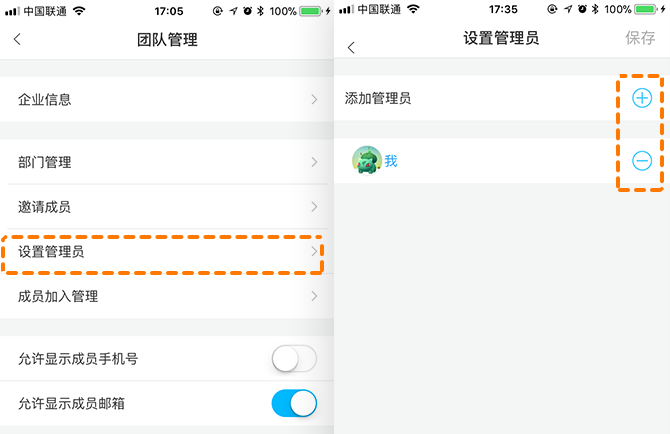 中国联通 17:05 100%
团队管理
企业信息
部门管理
邀请成员
设置管理员
成员加入管理
允许显示成员手机号
允许显示成员邮箱
中国联通 17:35 100%
设置管理员 保存
添加管理员
我